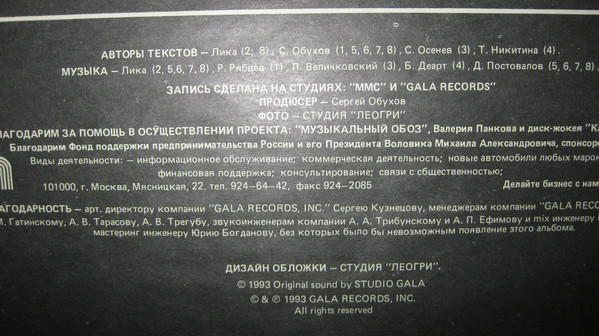 АВТОРЫ ТЕКСТОВ — Лика (2, 8), С. Обухов (1, 5, 6, 7, 8), С. Осенев (3), Т. Никитина (4).
МУЗЫКА — Лика (2, 5,6, 7, 8), Р. Рябцев (1), П. Величковский (3), Б. Деарт (4), Д. Постовалов (5, 6, 7, 8).
ЗАПИСЬ СДЕЛАНА НА СТУДИЯХ: "ММС" И "GALA RECORDS"
ПРОДЮСЕР — Сергей Обухов
ФОТО — СТУДИЯ "ЛЕОГРИ"
ЛАГОДАРИМ ЗА ПОМОЩЬ В ОСУЩЕСТВЛЕНИИ ПРОЕКТА: "МУЗЫКАЛЬНЫЙ ОБОЗ", Валерия Панкова и диск-жокея "Ка
Благодарим Фонд поддержки предпринимательства России и его Президента Воловика Михаила Александровича, спонсоро
Виды деятельности: — информационное обслуживание; коммерческая деятельность; новые автомобили любых марок
финансовая поддержка; консультирование; связи с общественностью;
101000, г. Москва, Мясницкая, 22. тел. 924—64—42, факс 924—2085
Делайте бизнес с нам
АГОДАРНОСТЬ — арт. директору компании "GALA RECORDS, INC." Сергею Кузнецову, менеджерам компании "GALA RECO
М. Гатинскому, А. В. Тарасову, А. В. Трегубу, звукоинженерам компании А. А. Трибунскому и А. П. Ефимову и mix инженеру
мастеринг инженеру Юрию Богданову, без которых было бы невозможным появление этого альбома.
ДИЗАЙН ОБЛОЖКИ — СТУДИЯ "ЛЕОГРИ".
© 1993 Original sound by STUDIO GALA
© & ℗ 1993 GALA RECORDS, INC.
All rights reserved